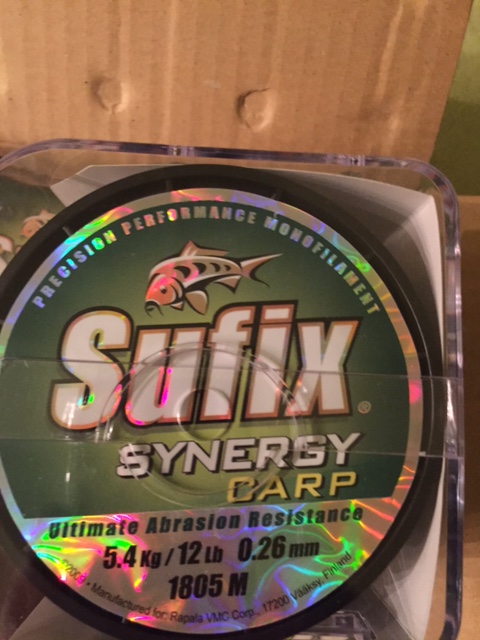 PRECISION PERFORMANCE MONOFILAMENT
Sufix®
SYNERGY
CARP
Ultimate Abrasion Resistance
5.4 Kg / 12 Lb 0.26 mm
1805 M
Manufactured for: Rapala VMC Corp., 17200 Vääksy, Finland